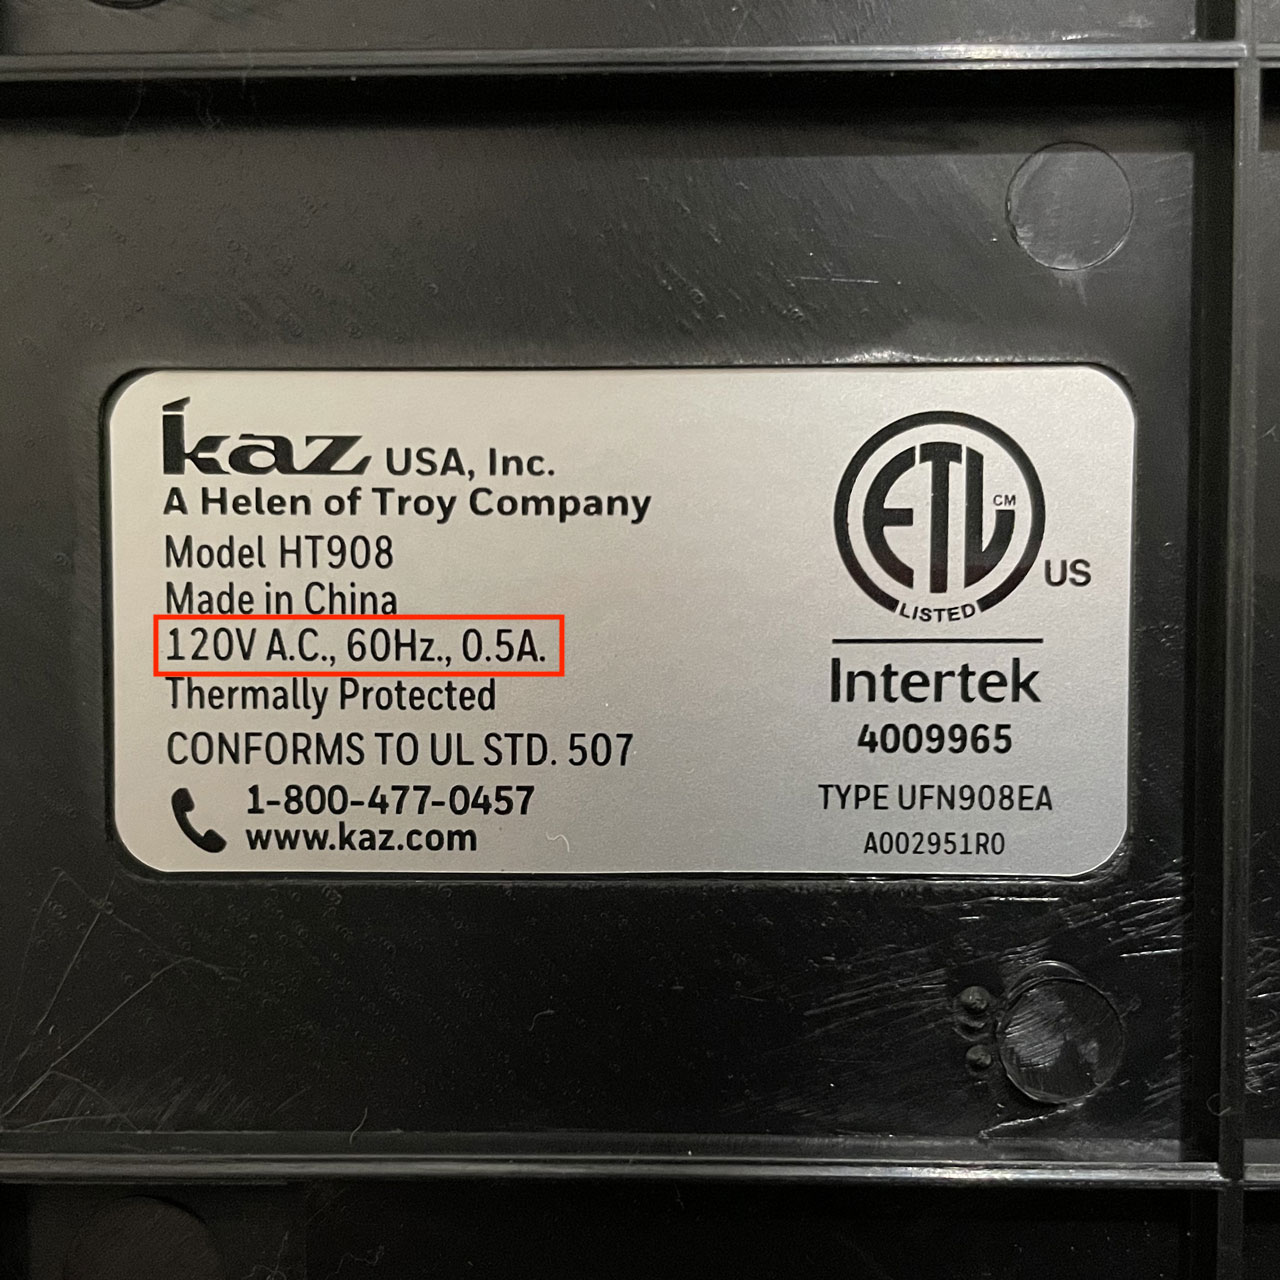 kaz USA, Inc.
A Helen of Troy Company
Model HT908
Made in China
120V A.C., 60Hz., 0.5A.
Thermally Protected
CONFORMS TO UL STD. 507
1-800-477-0457
www.kaz.com
ETL CM
LISTED
US
Intertek
4009965
TYPE UFN908EA
A002951R0